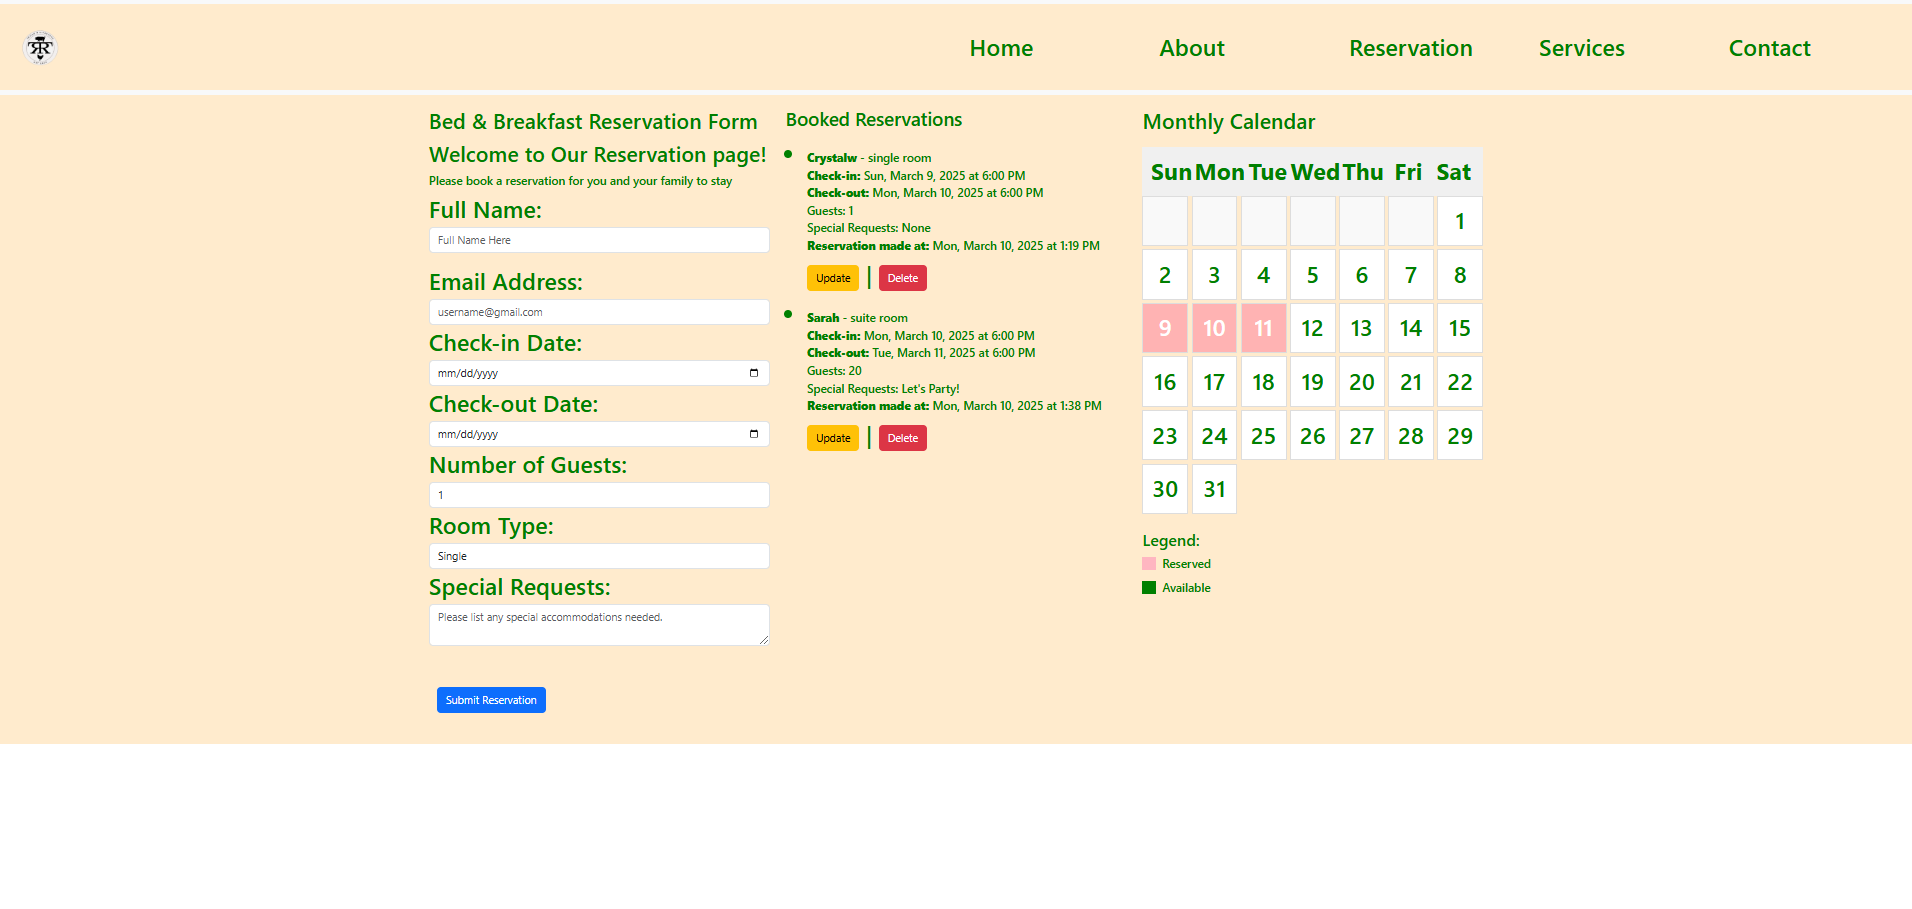 Home About Reservation Services Contact
Bed & Breakfast Reservation Form
Welcome to Our Reservation page!
Please book a reservation for you and your family to stay
Full Name:
Full Name Here
Email Address:
username@gmail.com
Check-in Date:
mm/dd/yyyy
Check-out Date:
mm/dd/yyyy
Number of Guests:
1
Room Type:
Single
Special Requests:
Please list any special accommodations needed.
Submit Reservation
Booked Reservations
Crystalw - single room
Check-in: Sun, March 9, 2025 at 6:00 PM
Check-out: Mon, March 10, 2025 at 6:00 PM
Guests: 1
Special Requests: None
Reservation made at: Mon, March 10, 2025 at 1:19 PM
Update | Delete
Sarah - suite room
Check-in: Mon, March 10, 2025 at 6:00 PM
Check-out: Tue, March 11, 2025 at 6:00 PM
Guests: 20
Special Requests: Let's Party!
Reservation made at: Mon, March 10, 2025 at 1:38 PM
Update | Delete
Monthly Calendar
Sun Mon Tue Wed Thu Fri Sat
1
2 3 4 5 6 7 8
9 10 11 12 13 14 15
16 17 18 19 20 21 22
23 24 25 26 27 28 29
30 31
Legend:
Reserved
Available